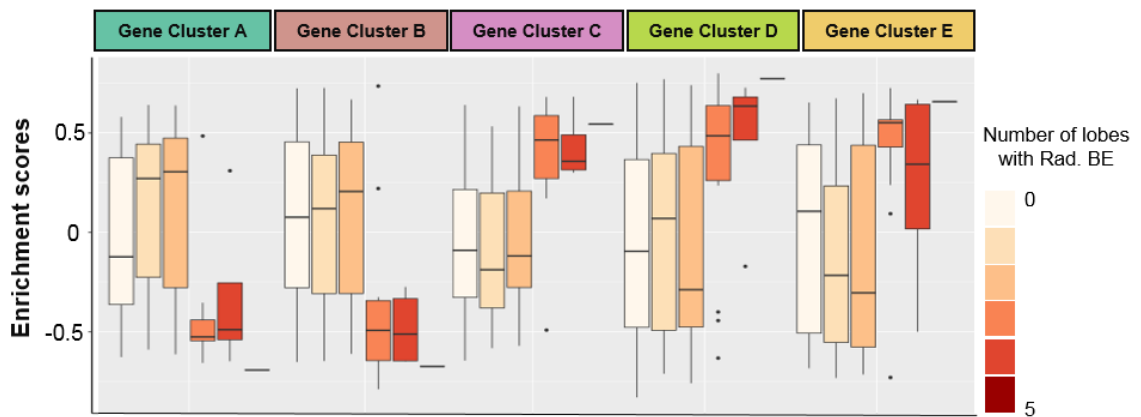 Gene Cluster A
Gene Cluster B
Gene Cluster C
Gene Cluster D
Gene Cluster E
Enrichment scores
0.5
0
-0.5
Number of lobes
with Rad. BE
0
5